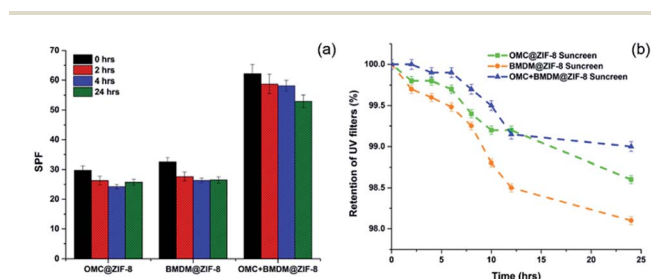 (a)
70
60
50
40
30
20
10
0
SPF
0 hrs
2 hrs
4 hrs
24 hrs
OMC@ZIF-8
BMDM@ZIF-8
OMC+BMDM@ZIF-8
(b)
100.0
99.5
99.0
98.5
98.0
Retention of UV filters (%)
OMC@ZIF-8 Suncreen
BMDM@ZIF-8 Suncreen
OMC+BMDM@ZIF-8 Suncreen
0
5
10
15
20
25
Time (hrs)